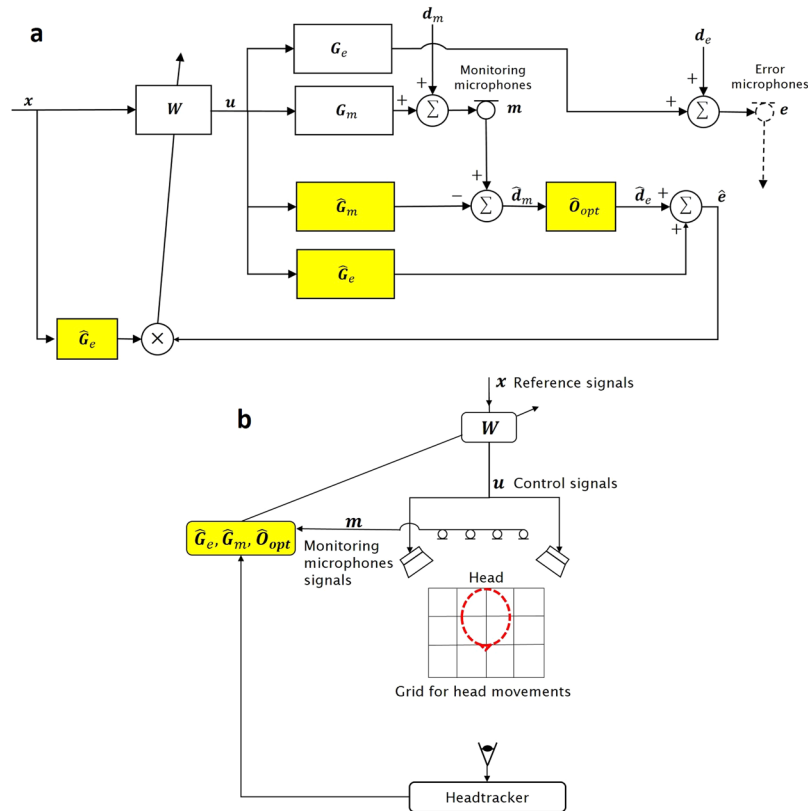 a
d_m
d_e
G_e
Monitoring
microphones
Error
microphones
x
W
u
G_m
+
+
Σ
m
+
+
Σ
e
Ĝ_m
−
+
Σ
d̂_m
Ô_opt
d̂_e
+
+
Σ
ê
Ĝ_e
Ĝ_e
×
b
x Reference signals
W
u Control signals
Ĝ_e, Ĝ_m, Ô_opt
m
Monitoring
microphones
signals
Head
Grid for head movements
Headtracker